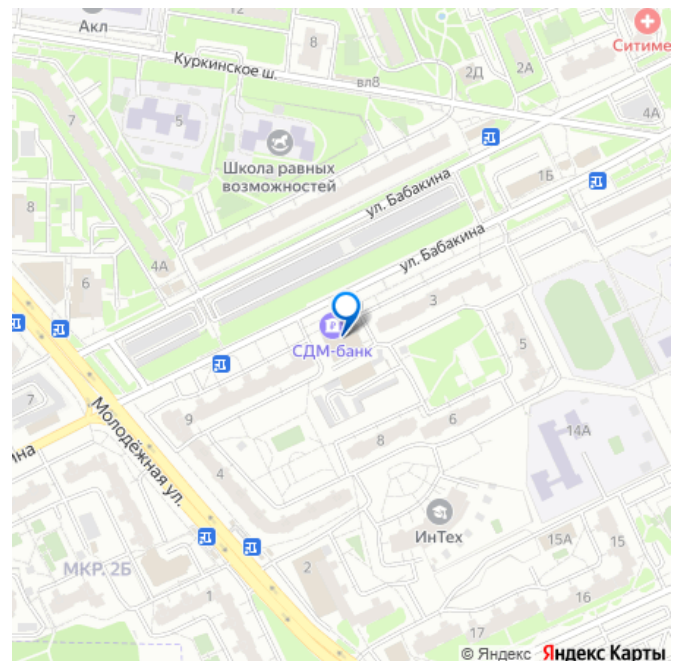 12
Акл
8
Куркинское ш.
Ситиме
2Д
2А
вл8
4А
7
5
Школа равных
возможностей
1Б
ул. Бабакина
8
ул. Бабакина
4А
6
3
СДМ-банк
5
7
9
Молодёжная ул.
6
8
14А
ина
4
ИнТех
15А
15
МКР. 2Б
2
1
16
17
© Яндекс Яндекс Карты